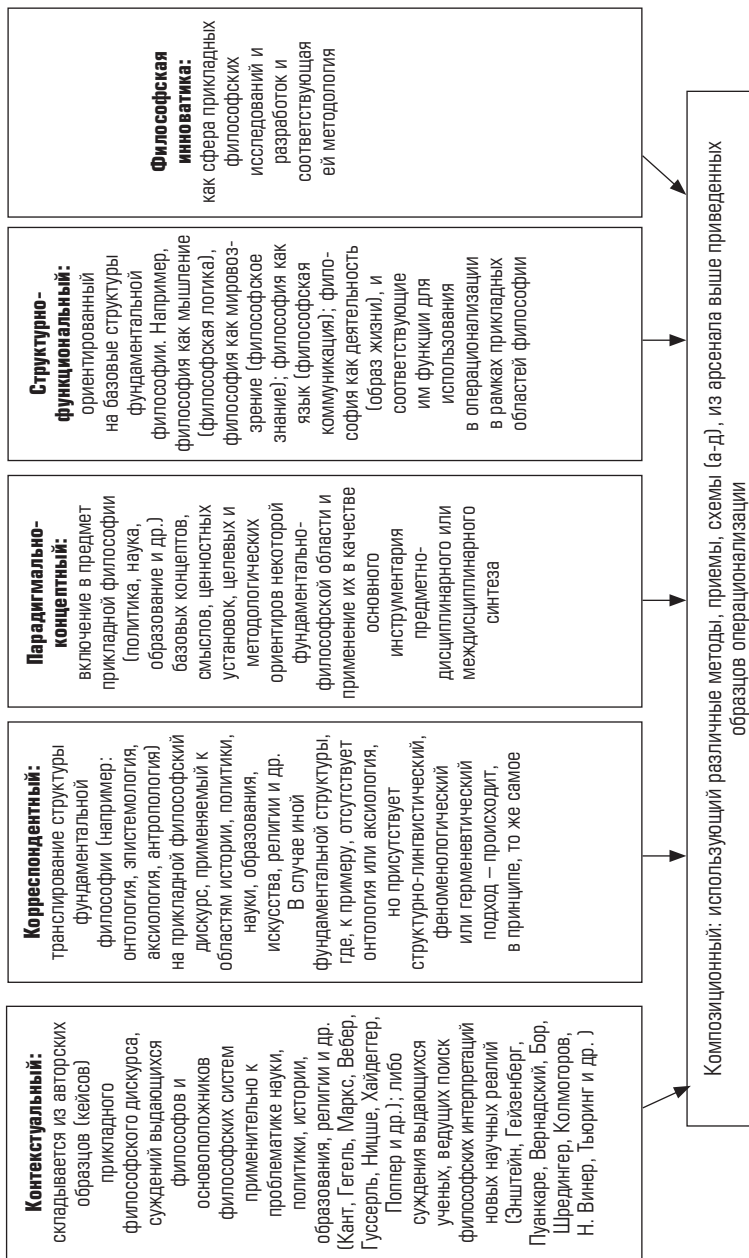 Контекстуальный:
складывается из авторских
образцов (кейсов)
прикладного
философского дискурса,
суждений выдающихся
философов и
основоположников
философских систем
применительно к
проблематике науки,
политики, истории,
образования, религии и др.
(Кант, Гегель, Маркс, Вебер,
Гуссерль, Ницше, Хайдеггер,
Поппер и др.); либо
суждения выдающихся
ученых, ведущих поиск
философских интерпретаций
новых научных реалий
(Энштейн, Гейзенберг,
Пуанкаре, Вернадский, Бор,
Шредингер, Колмогоров,
Н. Винер, Тьюринг и др. )
Корреспондентный:
транслирование структуры
фундаментальной
философии (например:
онтология, эпистемология,
аксиология, антропология)
на прикладной философский
дискурс, применяемый к
областям истории, политики,
науки, образования,
искусства, религии и др.
В случае иной
фундаментальной структуры,
где, к примеру, отсутствует
онтология или аксиология,
но присутствует
структурно-лингвистический,
феноменологический
или герменевтический
подход – происходит,
в принципе, то же самое
Парадигмально-
концептный:
включение в предмет
прикладной философии
(политика, наука,
образование и др.)
базовых концептов,
смыслов, ценностных
установок, целевых и
методологических
ориентиров некоторой
фундаментально-
философской области и
применение их в качестве
основного
инструментария
предметно-
дисциплинарного или
междисциплинарного
синтеза
Структурно-
функциональный:
ориентированный
на базовые структуры
фундаментальной
философии. Например,
философия как мышление
(философская логика),
философия как мировоз-
зрение (философское
знание); философия как
язык (философская
коммуникация); фило-
софия как деятельность
(образ жизни), и
соответствующие
им функции для
использования
в операционализации
в рамках прикладных
областей философии
Философская
инноватика:
как сфера прикладных
философских
исследований и
разработок и
соответствующая
ей методология
Композиционный: использующий различные методы, приемы, схемы (а-д), из арсенала выше приведенных
образцов операционализации